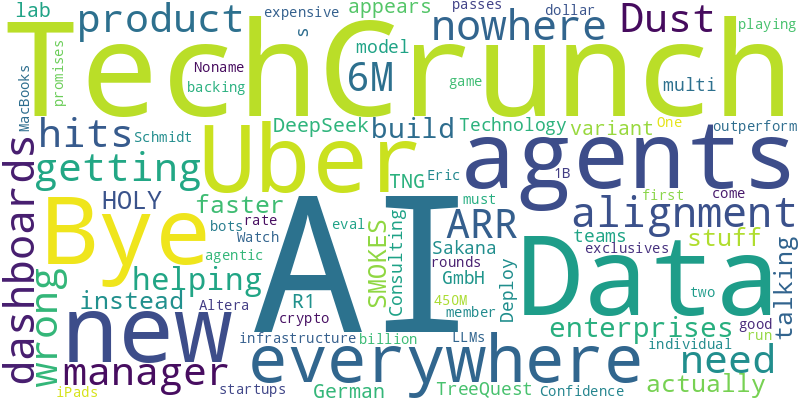 lab product expensive appears passes nowhere dollar Dust playing
TechCrunch
MacBooks promises Noname backing model 6M game multi
hits Schmidt Uber DeepSeek build Technology variant One outperform
dashboards getting s TNG Eric agents 1B
HOLY faster AI ARR must first come alignment
Bye bots rate eval SMOKES Consulting Sakana teams stuff talking
Watch agentic rounds GmbH exclusives
wrong helping Data
instead Altera R1 450M member Deploy two
new crypto infrastructure billion LLMs enterprises good run
manager everywhere individual need
iPads startups German TreeQuest Confidence actually